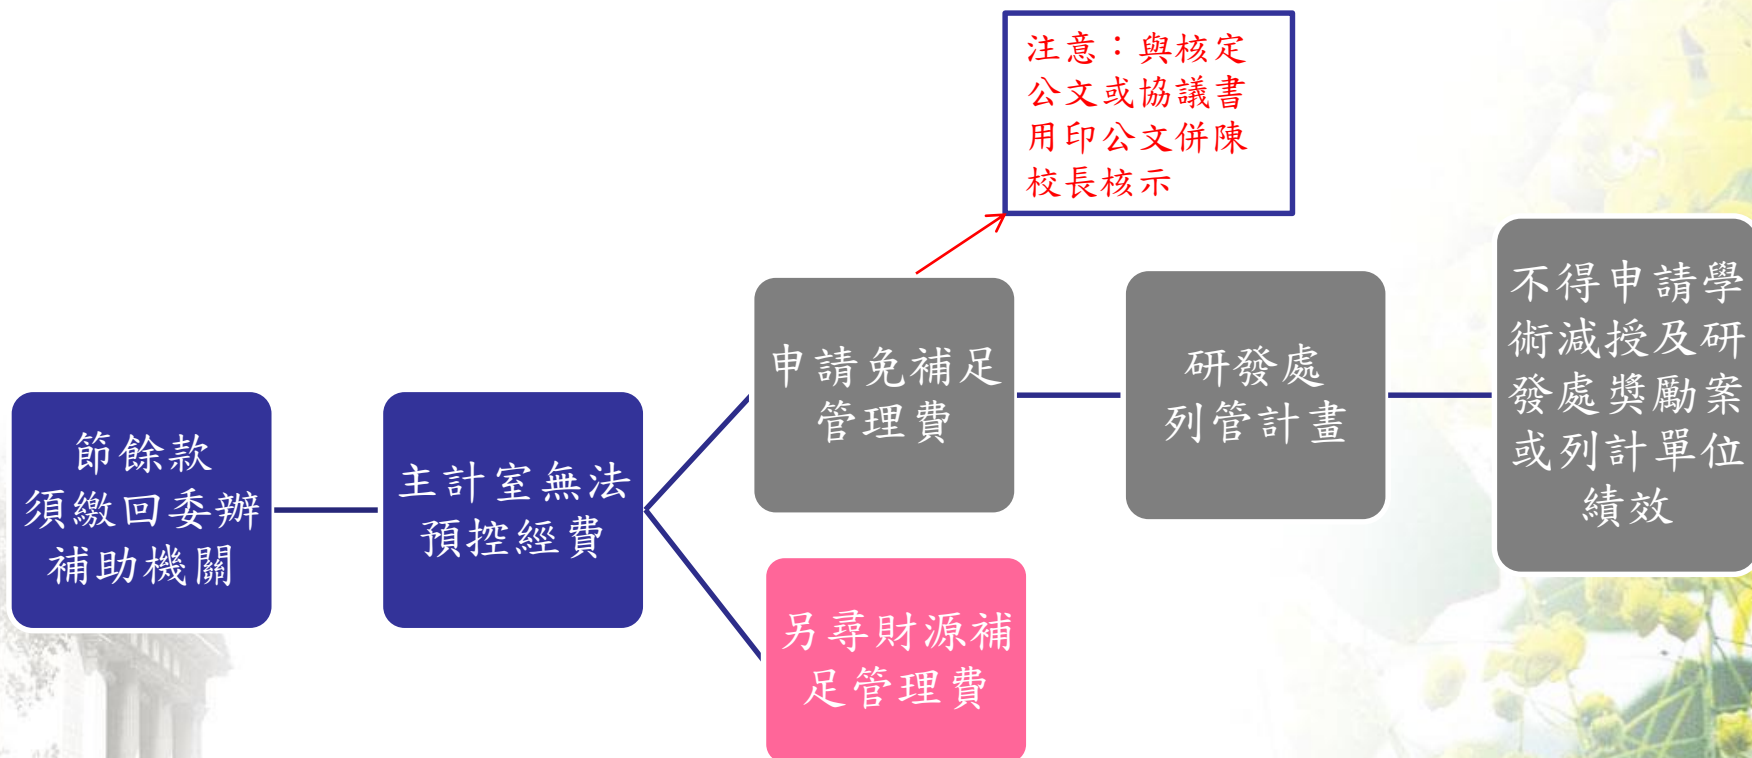 注意：與核定
公文或協議書
用印公文併陳
校長核示
節餘款
須繳回委辦
補助機關
主計室無法
預控經費
申請免補足
管理費
研發處
列管計畫
不得申請學
術減授及研
發處獎勵案
或列計單位
績效
另尋財源補
足管理費